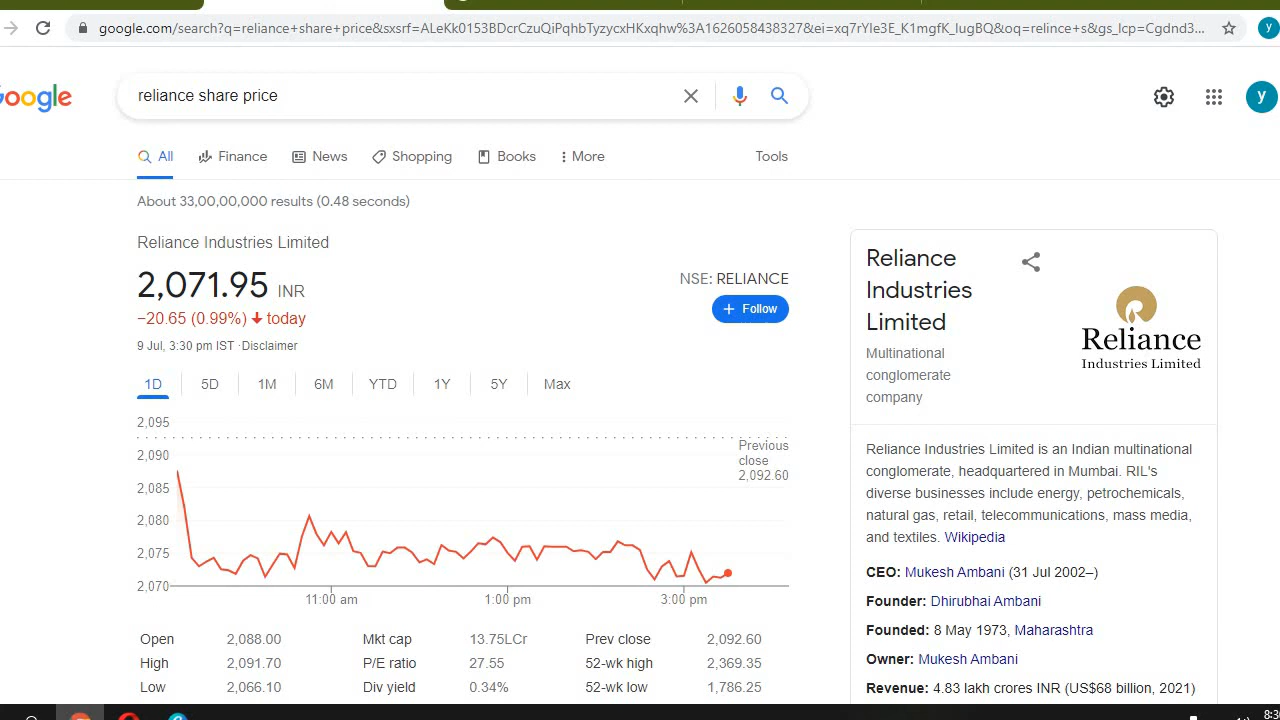 google.com/search?q=reliance+share+price&sxsrf=ALeKk0153BDcrCzuQiPqhbTyzycxHKxqhw%3A1626058438327&ei=xq7rYIe3E_K1mgfK_IugBQ&oq=relince+s&gs_lcp=Cgdnd3...
y
Google
reliance share price
y
All
Finance
News
Shopping
Books
More
Tools
About 33,00,00,000 results (0.48 seconds)
Reliance Industries Limited
2,071.95 INR
−20.65 (0.99%) today
9 Jul, 3:30 pm IST · Disclaimer
NSE: RELIANCE
+ Follow
1D
5D
1M
6M
YTD
1Y
5Y
Max
2,095
2,090
2,085
2,080
2,075
2,070
Previous
close
2,092.60
11:00 am
1:00 pm
3:00 pm
Open 2,088.00 Mkt cap 13.75LCr Prev close 2,092.60
High 2,091.70 P/E ratio 27.55 52-wk high 2,369.35
Low 2,066.10 Div yield 0.34% 52-wk low 1,786.25
Reliance
Industries
Limited
Multinational
conglomerate
company
Reliance
Industries Limited
Reliance Industries Limited is an Indian multinational
conglomerate, headquartered in Mumbai. RIL's
diverse businesses include energy, petrochemicals,
natural gas, retail, telecommunications, mass media,
and textiles. Wikipedia
CEO: Mukesh Ambani (31 Jul 2002–)
Founder: Dhirubhai Ambani
Founded: 8 May 1973, Maharashtra
Owner: Mukesh Ambani
Revenue: 4.83 lakh crores INR (US$68 billion, 2021)